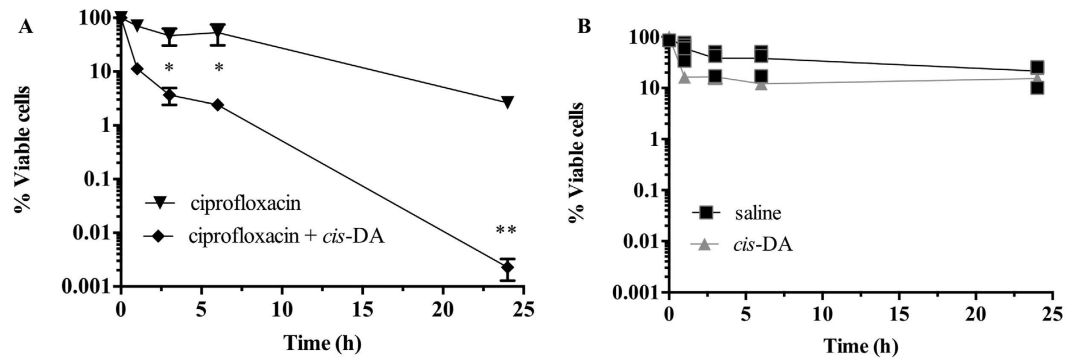 A
% Viable cells
100
10
1
0.1
0.01
0.001
*
*
**
ciprofloxacin
ciprofloxacin + cis-DA
0 5 10 15 20 25
Time (h)
B
% Viable cells
100
10
1
0.1
0.01
0.001
saline
cis-DA
0 5 10 15 20 25
Time (h)